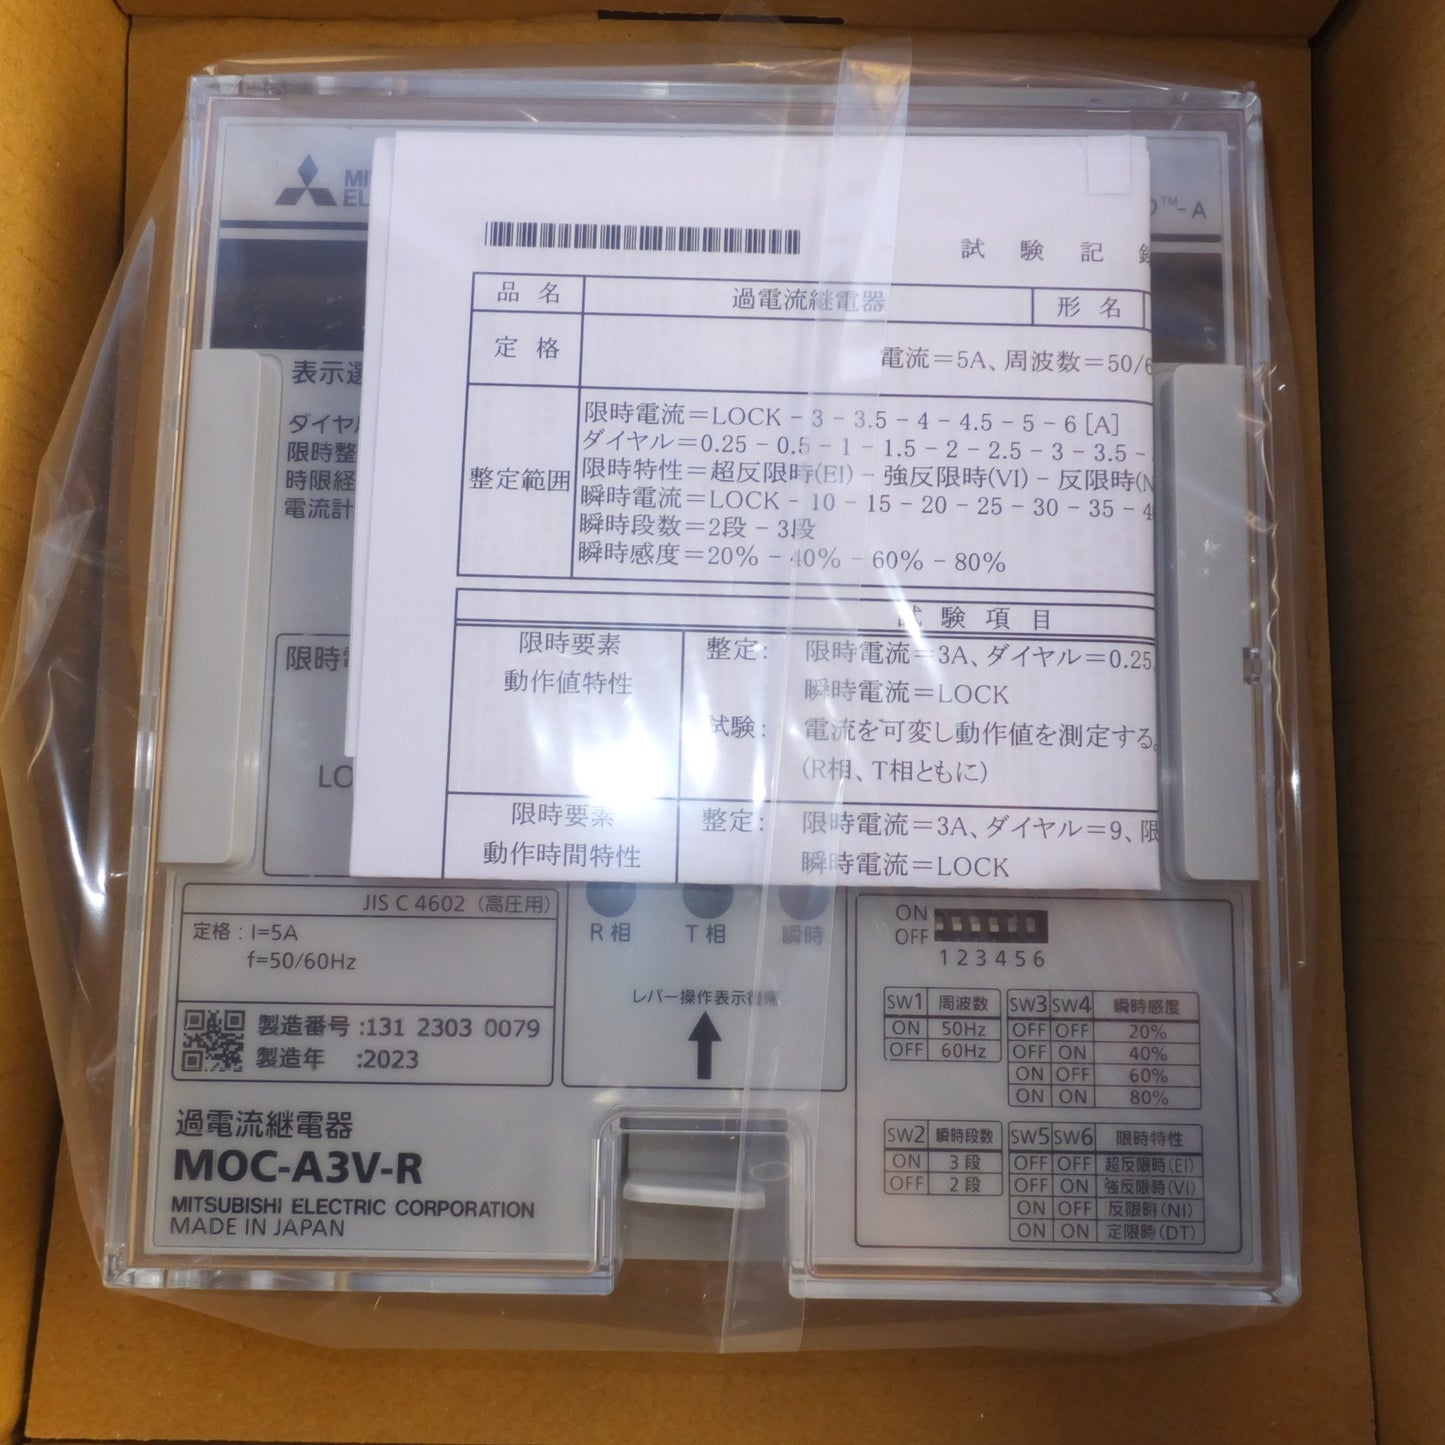 ™-A
試験記
品名 過電流継電器 形名
定格 電流=5A、周波数=50/
整定範囲
限時電流=LOCK - 3 - 3.5 - 4 - 4.5 - 5 - 6 [A]
ダイヤル=0.25 - 0.5 - 1 - 1.5 - 2 - 2.5 - 3 - 3.5 -
限時特性=超反限時(EI) - 強反限時(VI) - 反限時(N
瞬時電流=LOCK - 10 - 15 - 20 - 25 - 30 - 35 - 4
瞬時段数=2段 - 3段
瞬時感度=20% - 40% - 60% - 80%
試験項目
限時要素 整定: 限時電流=3A、ダイヤル=0.25
動作値特性 瞬時電流=LOCK
試験: 電流を可変し動作値を測定する。
(R相、T相ともに)
限時要素 整定: 限時電流=3A、ダイヤル=9、限
動作時間特性 瞬時電流=LOCK
表示選
ダイヤ
限時整
時限経
電流計
限時
LO
JIS C 4602 (高圧用)
定格 : I=5A
f=50/60Hz
製造番号 :131 2303 0079
製造年 :2023
過電流継電器
MOC-A3V-R
MITSUBISHI ELECTRIC CORPORATION
MADE IN JAPAN
R相 T相 瞬時
レバー操作表示復帰
ON
OFF
1 2 3 4 5 6
SW1 周波数
ON 50Hz
OFF 60Hz
SW3 SW4 瞬時感度
OFF OFF 20%
OFF ON 40%
ON OFF 60%
ON ON 80%
SW2 瞬時段数
ON 3段
OFF 2段
SW5 SW6 限時特性
OFF OFF 超反限時(EI)
OFF ON 強反限時(VI)
ON OFF 反限時(NI)
ON ON 定限時(DT)